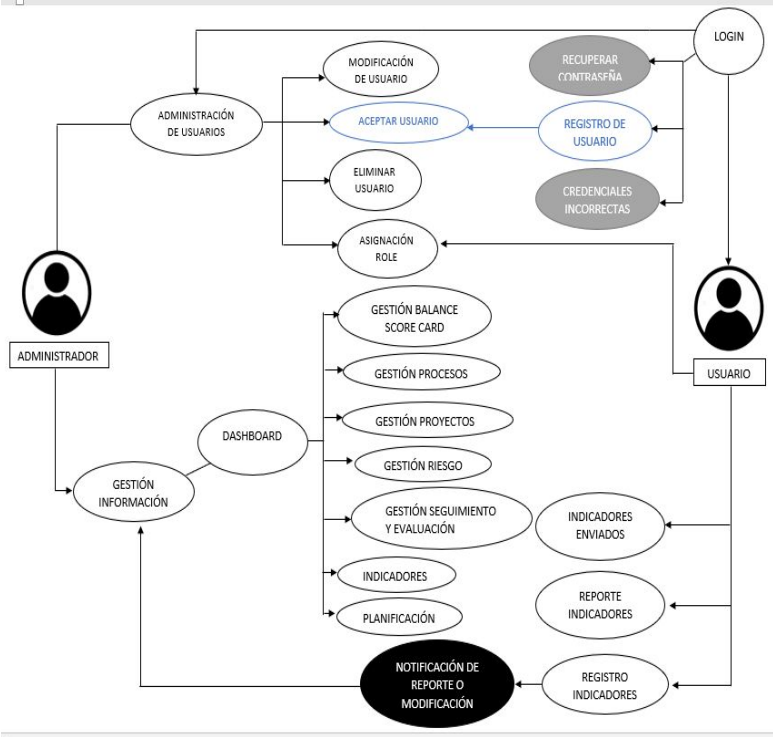 LOGIN
MODIFICACIÓN
DE USUARIO
RECUPERAR
CONTRASEÑA
ADMINISTRACIÓN
DE USUARIOS
ACEPTAR USUARIO
REGISTRO DE
USUARIO
ELIMINAR
USUARIO
CREDENCIALES
INCORRECTAS
ASIGNACIÓN
ROLE
GESTIÓN BALANCE
SCORE CARD
ADMINISTRADOR
USUARIO
GESTIÓN PROCESOS
GESTIÓN PROYECTOS
DASHBOARD
GESTIÓN RIESGO
GESTIÓN
INFORMACIÓN
GESTIÓN SEGUIMIENTO
Y EVALUACIÓN
INDICADORES
ENVIADOS
INDICADORES
REPORTE
INDICADORES
PLANIFICACIÓN
NOTIFICACIÓN DE
REPORTE O
MODIFICACIÓN
REGISTRO
INDICADORES